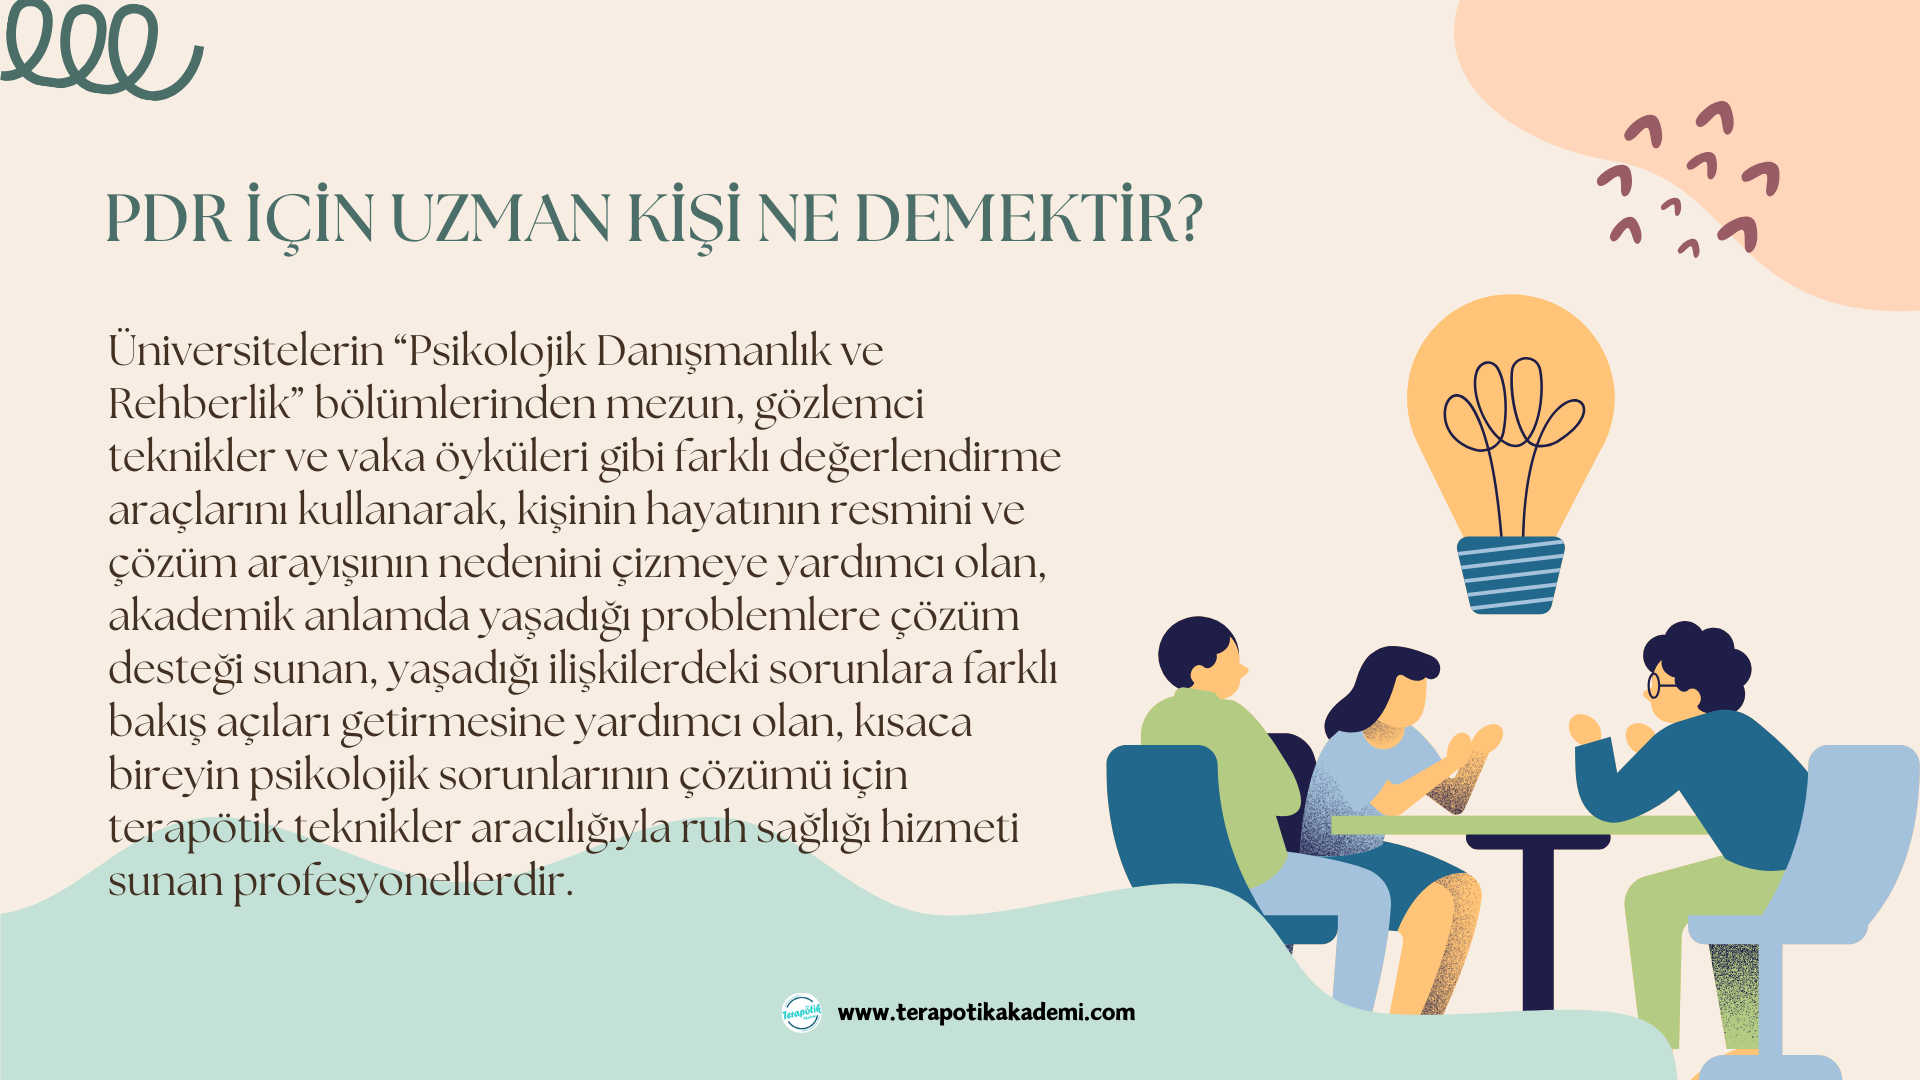 PDR İÇİN UZMAN KİŞİ NE DEMEKTİR?
Üniversitelerin “Psikolojik Danışmanlık ve
Rehberlik” bölümlerinden mezun, gözlemci
teknikler ve vaka öyküleri gibi farklı değerlendirme
araçlarını kullanarak, kişinin hayatının resmini ve
çözüm arayışının nedenini çizmeye yardımcı olan,
akademik anlamda yaşadığı problemlere çözüm
desteği sunan, yaşadığı ilişkilerdeki sorunlara farklı
bakış açıları getirmesine yardımcı olan, kısaca
bireyin psikolojik sorunlarının çözümü için
terapötik teknikler aracılığıyla ruh sağlığı hizmeti
sunan profesyonellerdir.
Terapötik
www.terapotikakademi.com